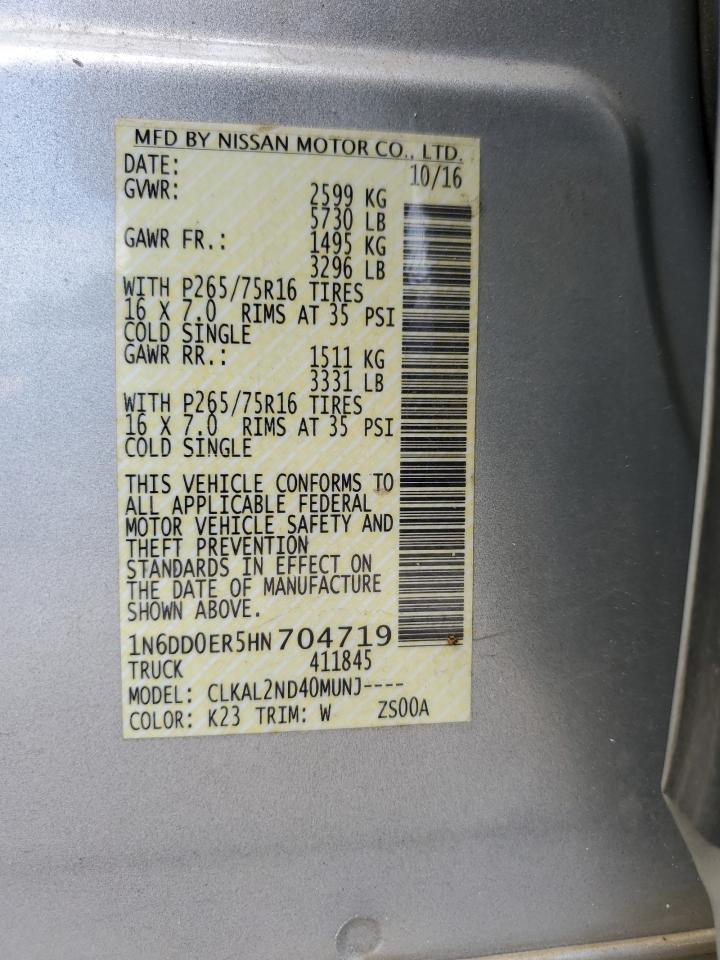 MFD BY NISSAN MOTOR CO., LTD.
DATE: 10/16
GVWR: 2599 KG
5730 LB
GAWR FR.: 1495 KG
3296 LB
WITH P265/75R16 TIRES
16 X 7.0 RIMS AT 35 PSI
COLD SINGLE
GAWR RR.: 1511 KG
3331 LB
WITH P265/75R16 TIRES
16 X 7.0 RIMS AT 35 PSI
COLD SINGLE
THIS VEHICLE CONFORMS TO
ALL APPLICABLE FEDERAL
MOTOR VEHICLE SAFETY AND
THEFT PREVENTION
STANDARDS IN EFFECT ON
THE DATE OF MANUFACTURE
SHOWN ABOVE.
1N6DD0ER5HN704719
TRUCK 411845
MODEL: CLKAL2ND40MUNJ----
COLOR: K23 TRIM: W ZS00A